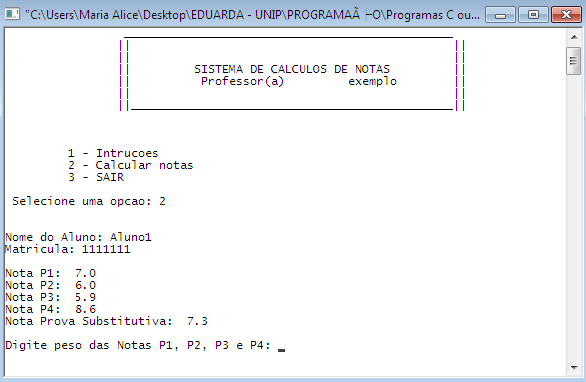 "C:\Users\Maria Alice\Desktop\EDUARDA - UNIP\PROGRAMAÃ ├O\Programas C ou...
SISTEMA DE CALCULOS DE NOTAS
Professor(a) exemplo
1 - Intrucoes
2 - Calcular notas
3 - SAIR
Selecione uma opcao: 2
Nome do Aluno: Aluno1
Matricula: 1111111
Nota P1: 7.0
Nota P2: 6.0
Nota P3: 5.9
Nota P4: 8.6
Nota Prova Substitutiva: 7.3
Digite peso das Notas P1, P2, P3 e P4: _